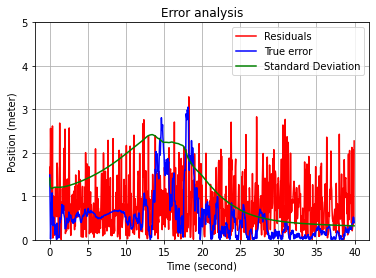 Error analysis
Residuals
True error
Standard Deviation
Position (meter)
5
4
3
2
1
0
0 5 10 15 20 25 30 35 40
Time (second)